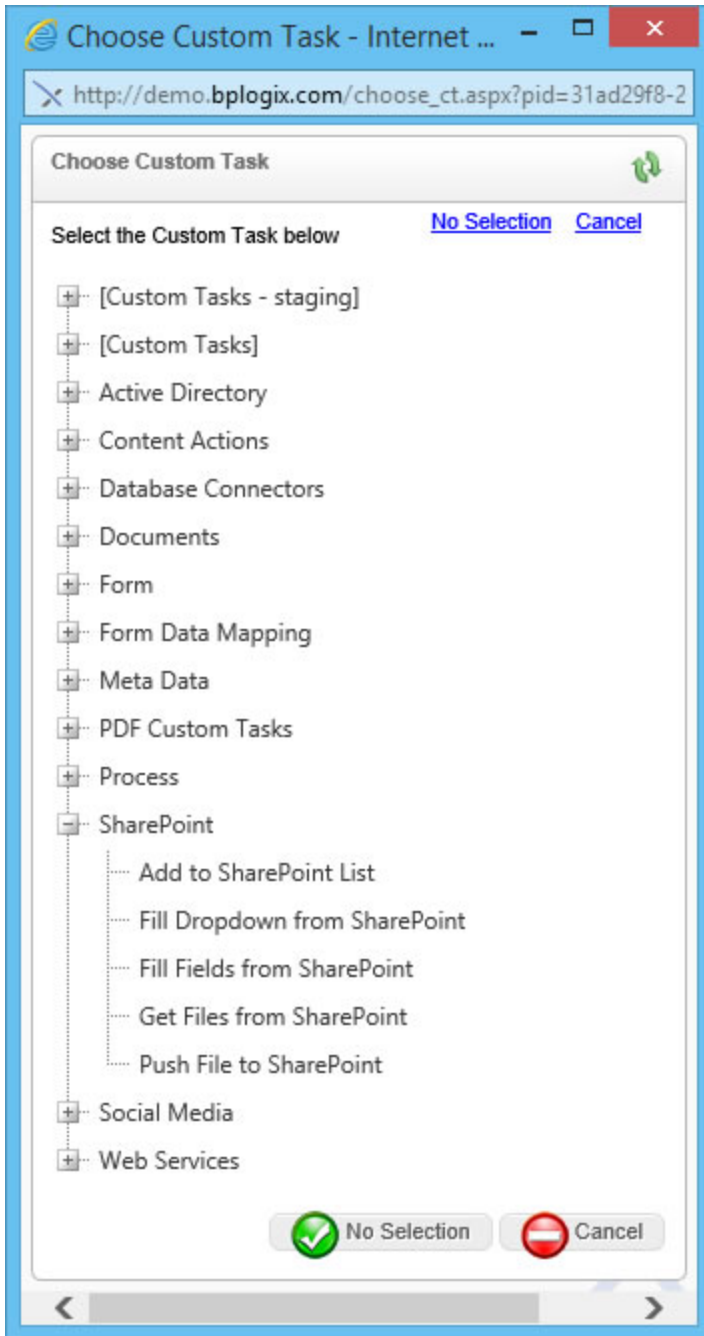 Choose Custom Task - Internet ...
http://demo.bplogix.com/choose_ct.aspx?pid=31ad29f8-2
Choose Custom Task
Select the Custom Task below No Selection Cancel
[Custom Tasks - staging]
[Custom Tasks]
Active Directory
Content Actions
Database Connectors
Documents
Form
Form Data Mapping
Meta Data
PDF Custom Tasks
Process
SharePoint
Add to SharePoint List
Fill Dropdown from SharePoint
Fill Fields from SharePoint
Get Files from SharePoint
Push File to SharePoint
Social Media
Web Services
No Selection Cancel